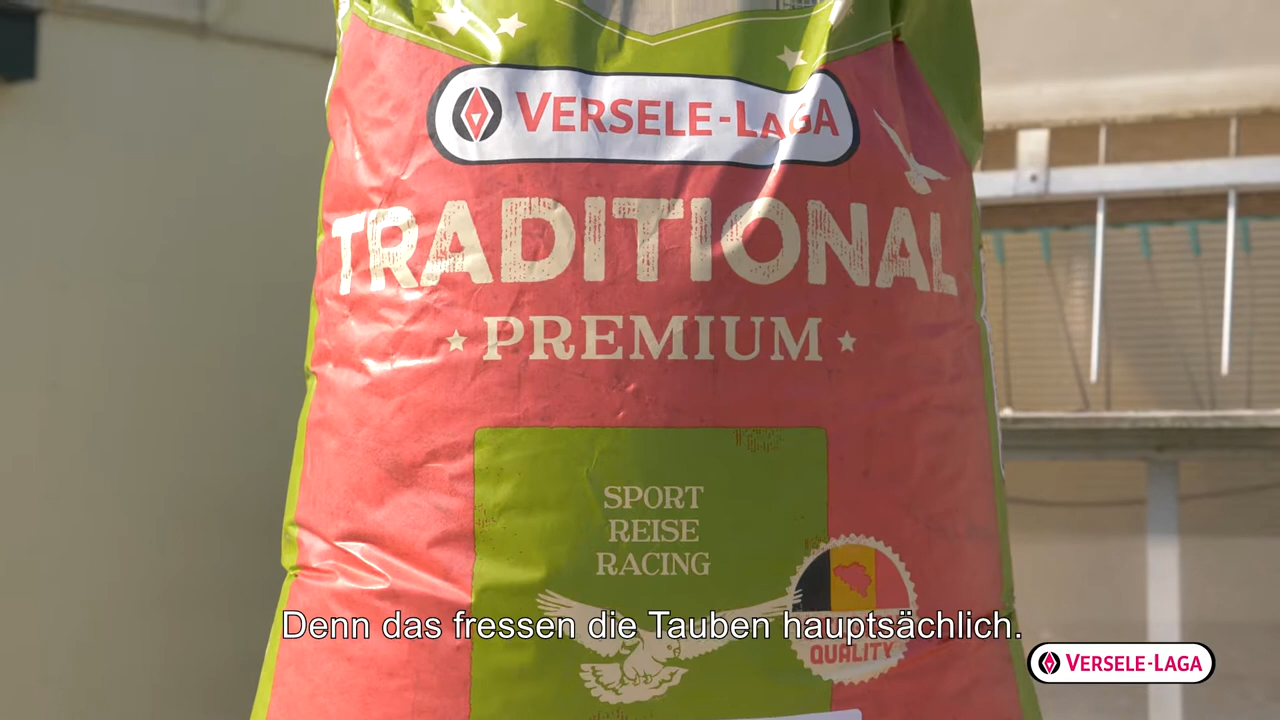 VERSELE-LAGA
TRADITIONAL
PREMIUM
SPORT
REISE
RACING
Denn das fressen die Tauben hauptsächlich.
QUALITY
VERSELE-LAGA